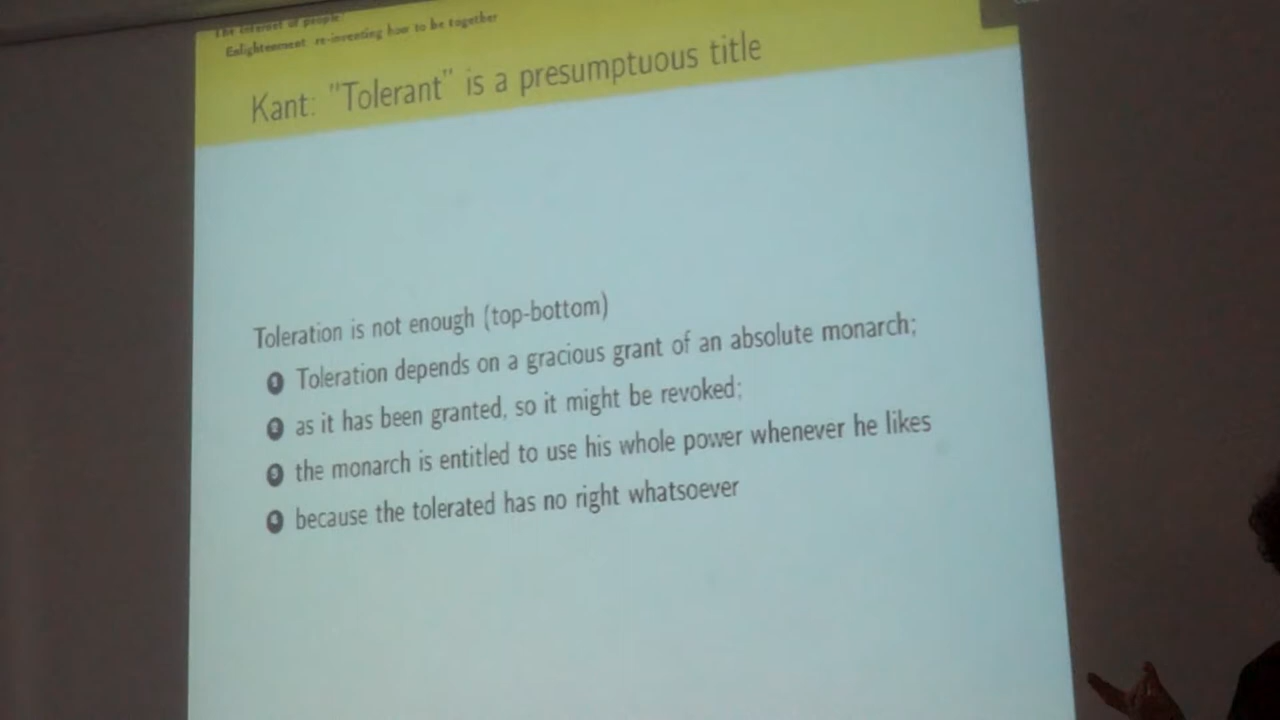 The internet of people:
Enlightenment: re-inventing how to be together
Kant: "Tolerant" is a presumptuous title
Toleration is not enough (top-bottom)
1 Toleration depends on a gracious grant of an absolute monarch;
2 as it has been granted, so it might be revoked;
3 the monarch is entitled to use his whole power whenever he likes
4 because the tolerated has no right whatsoever